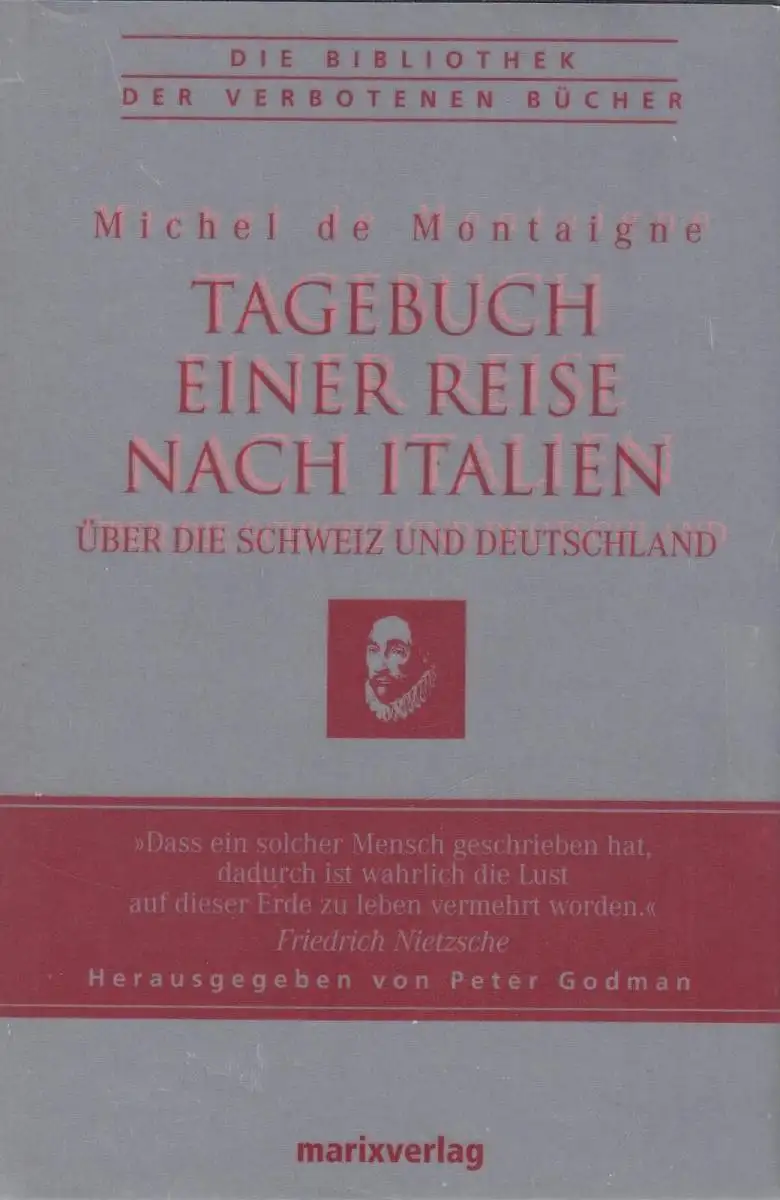 DIE BIBLIOTHEK
DER VERBOTENEN BÜCHER
Michel de Montaigne
TAGEBUCH
EINER REISE
NACH ITALIEN
ÜBER DIE SCHWEIZ UND DEUTSCHLAND
»Dass ein solcher Mensch geschrieben hat,
dadurch ist wahrlich die Lust
auf dieser Erde zu leben vermehrt worden.«
Friedrich Nietzsche
Herausgegeben von Peter Godman
marixverlag